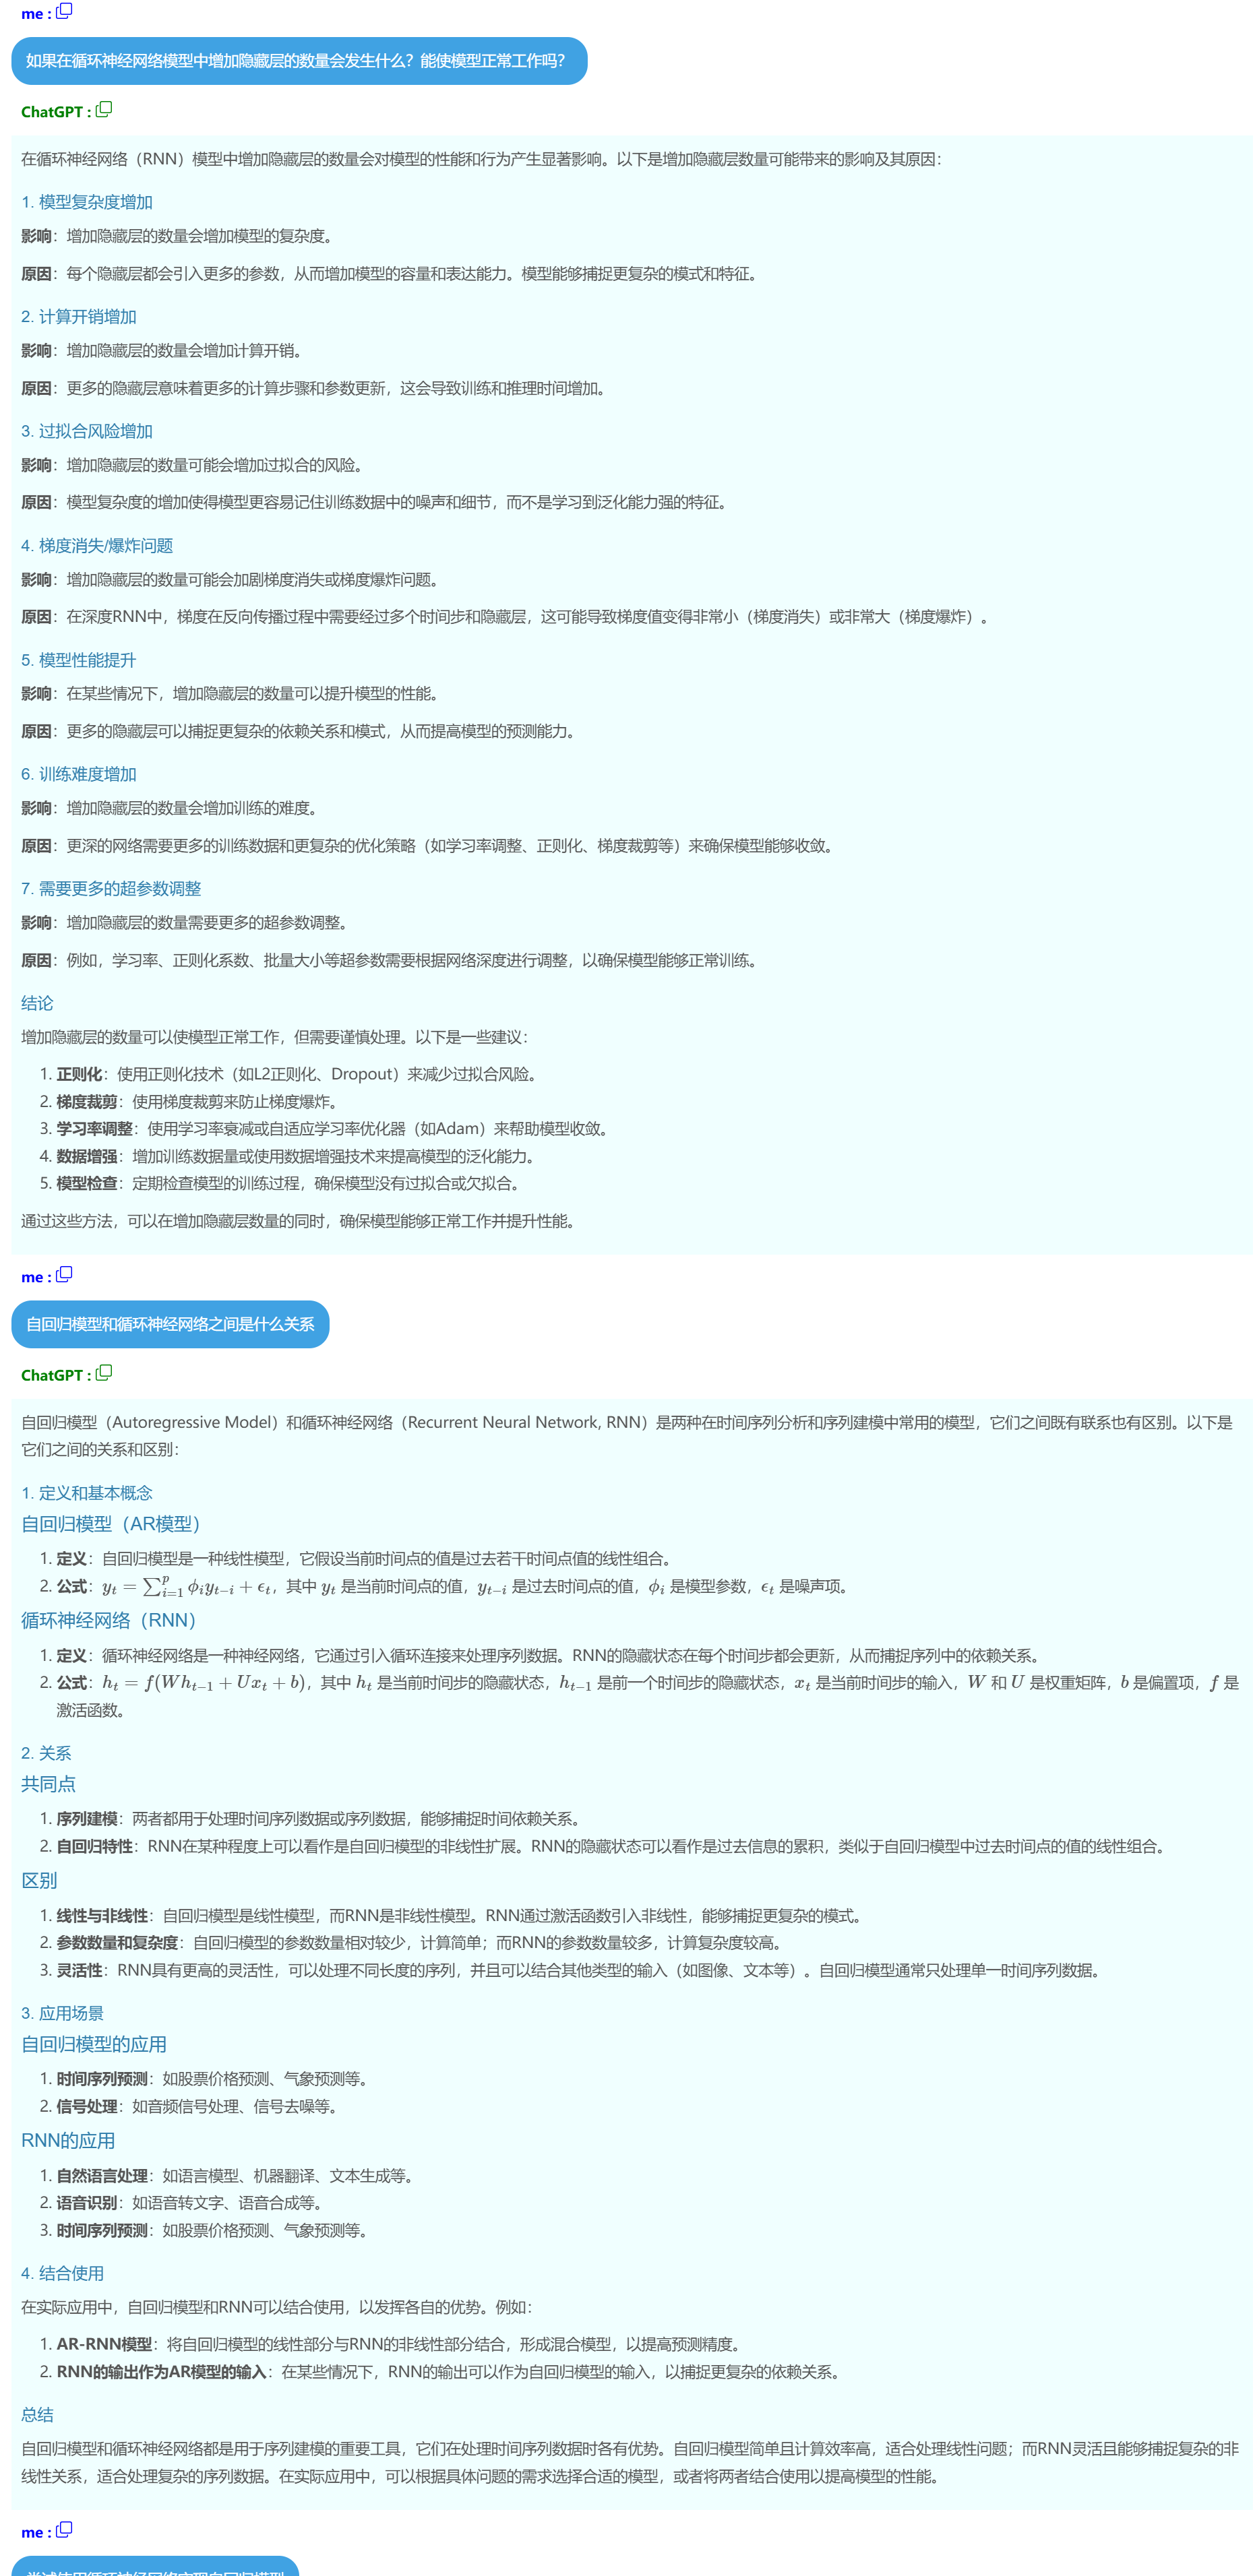 me :
如果在循环神经网络模型中增加隐藏层的数量会发生什么？能使模型正常工作吗？
ChatGPT :
在循环神经网络（RNN）模型中增加隐藏层的数量会对模型的性能和行为产生显著影响。以下是增加隐藏层数量可能带来的影响及其原因：
1. 模型复杂度增加
影响：增加隐藏层的数量会增加模型的复杂度。
原因：每个隐藏层都会引入更多的参数，从而增加模型的容量和表达能力。模型能够捕捉更复杂的模式和特征。
2. 计算开销增加
影响：增加隐藏层的数量会增加计算开销。
原因：更多的隐藏层意味着更多的计算步骤和参数更新，这会导致训练和推理时间增加。
3. 过拟合风险增加
影响：增加隐藏层的数量可能会增加过拟合的风险。
原因：模型复杂度的增加使得模型更容易记住训练数据中的噪声和细节，而不是学习到泛化能力强的特征。
4. 梯度消失/爆炸问题
影响：增加隐藏层的数量可能会加剧梯度消失或梯度爆炸问题。
原因：在深度RNN中，梯度在反向传播过程中需要经过多个时间步和隐藏层，这可能导致梯度值变得非常小（梯度消失）或非常大（梯度爆炸）。
5. 模型性能提升
影响：在某些情况下，增加隐藏层的数量可以提升模型的性能。
原因：更多的隐藏层可以捕捉更复杂的依赖关系和模式，从而提高模型的预测能力。
6. 训练难度增加
影响：增加隐藏层的数量会增加训练的难度。
原因：更深的网络需要更多的训练数据和更复杂的优化策略（如学习率调整、正则化、梯度裁剪等）来确保模型能够收敛。
7. 需要更多的超参数调整
影响：增加隐藏层的数量需要更多的超参数调整。
原因：例如，学习率、正则化系数、批量大小等超参数需要根据网络深度进行调整，以确保模型能够正常训练。
结论
增加隐藏层的数量可以使模型正常工作，但需要谨慎处理。以下是一些建议：
1. 正则化：使用正则化技术（如L2正则化、Dropout）来减少过拟合风险。
2. 梯度裁剪：使用梯度裁剪来防止梯度爆炸。
3. 学习率调整：使用学习率衰减或自适应学习率优化器（如Adam）来帮助模型收敛。
4. 数据增强：增加训练数据量或使用数据增强技术来提高模型的泛化能力。
5. 模型检查：定期检查模型的训练过程，确保模型没有过拟合或欠拟合。
通过这些方法，可以在增加隐藏层数量的同时，确保模型能够正常工作并提升性能。
me :
自回归模型和循环神经网络之间是什么关系
ChatGPT :
自回归模型（Autoregressive Model）和循环神经网络（Recurrent Neural Network, RNN）是两种在时间序列分析和序列建模中常用的模型，它们之间既有联系也有区别。以下是
它们之间的关系和区别：
1. 定义和基本概念
自回归模型（AR模型）
1. 定义：自回归模型是一种线性模型，它假设当前时间点的值是过去若干时间点值的线性组合。
2. 公式：$y_t = \sum_{i=1}^{p} \phi_i y_{t-i} + \epsilon_t$，其中 $y_t$ 是当前时间点的值，$y_{t-i}$ 是过去时间点的值，$\phi_i$ 是模型参数，$\epsilon_t$ 是噪声项。
循环神经网络（RNN）
1. 定义：循环神经网络是一种神经网络，它通过引入循环连接来处理序列数据。RNN的隐藏状态在每个时间步都会更新，从而捕捉序列中的依赖关系。
2. 公式：$h_t = f(W h_{t-1} + U x_t + b)$，其中 $h_t$ 是当前时间步的隐藏状态，$h_{t-1}$ 是前一个时间步的隐藏状态，$x_t$ 是当前时间步的输入，$W$ 和 $U$ 是权重矩阵，$b$ 是偏置项，$f$ 是
激活函数。
2. 关系
共同点
1. 序列建模：两者都用于处理时间序列数据或序列数据，能够捕捉时间依赖关系。
2. 自回归特性：RNN在某种程度上可以看作是自回归模型的非线性扩展。RNN的隐藏状态可以看作是过去信息的累积，类似于自回归模型中过去时间点的值的线性组合。
区别
1. 线性与非线性：自回归模型是线性模型，而RNN是非线性模型。RNN通过激活函数引入非线性，能够捕捉更复杂的模式。
2. 参数数量和复杂度：自回归模型的参数数量相对较少，计算简单；而RNN的参数数量较多，计算复杂度较高。
3. 灵活性：RNN具有更高的灵活性，可以处理不同长度的序列，并且可以结合其他类型的输入（如图像、文本等）。自回归模型通常只处理单一时间序列数据。
3. 应用场景
自回归模型的应用
1. 时间序列预测：如股票价格预测、气象预测等。
2. 信号处理：如音频信号处理、信号去噪等。
RNN的应用
1. 自然语言处理：如语言模型、机器翻译、文本生成等。
2. 语音识别：如语音转文字、语音合成等。
3. 时间序列预测：如股票价格预测、气象预测等。
4. 结合使用
在实际应用中，自回归模型和RNN可以结合使用，以发挥各自的优势。例如：
1. AR-RNN模型：将自回归模型的线性部分与RNN的非线性部分结合，形成混合模型，以提高预测精度。
2. RNN的输出作为AR模型的输入：在某些情况下，RNN的输出可以作为自回归模型的输入，以捕捉更复杂的依赖关系。
总结
自回归模型和循环神经网络都是用于序列建模的重要工具，它们在处理时间序列数据时各有优势。自回归模型简单且计算效率高，适合处理线性问题；而RNN灵活且能够捕捉复杂的非
线性关系，适合处理复杂的序列数据。在实际应用中，可以根据具体问题的需求选择合适的模型，或者将两者结合使用以提高模型的性能。
me :